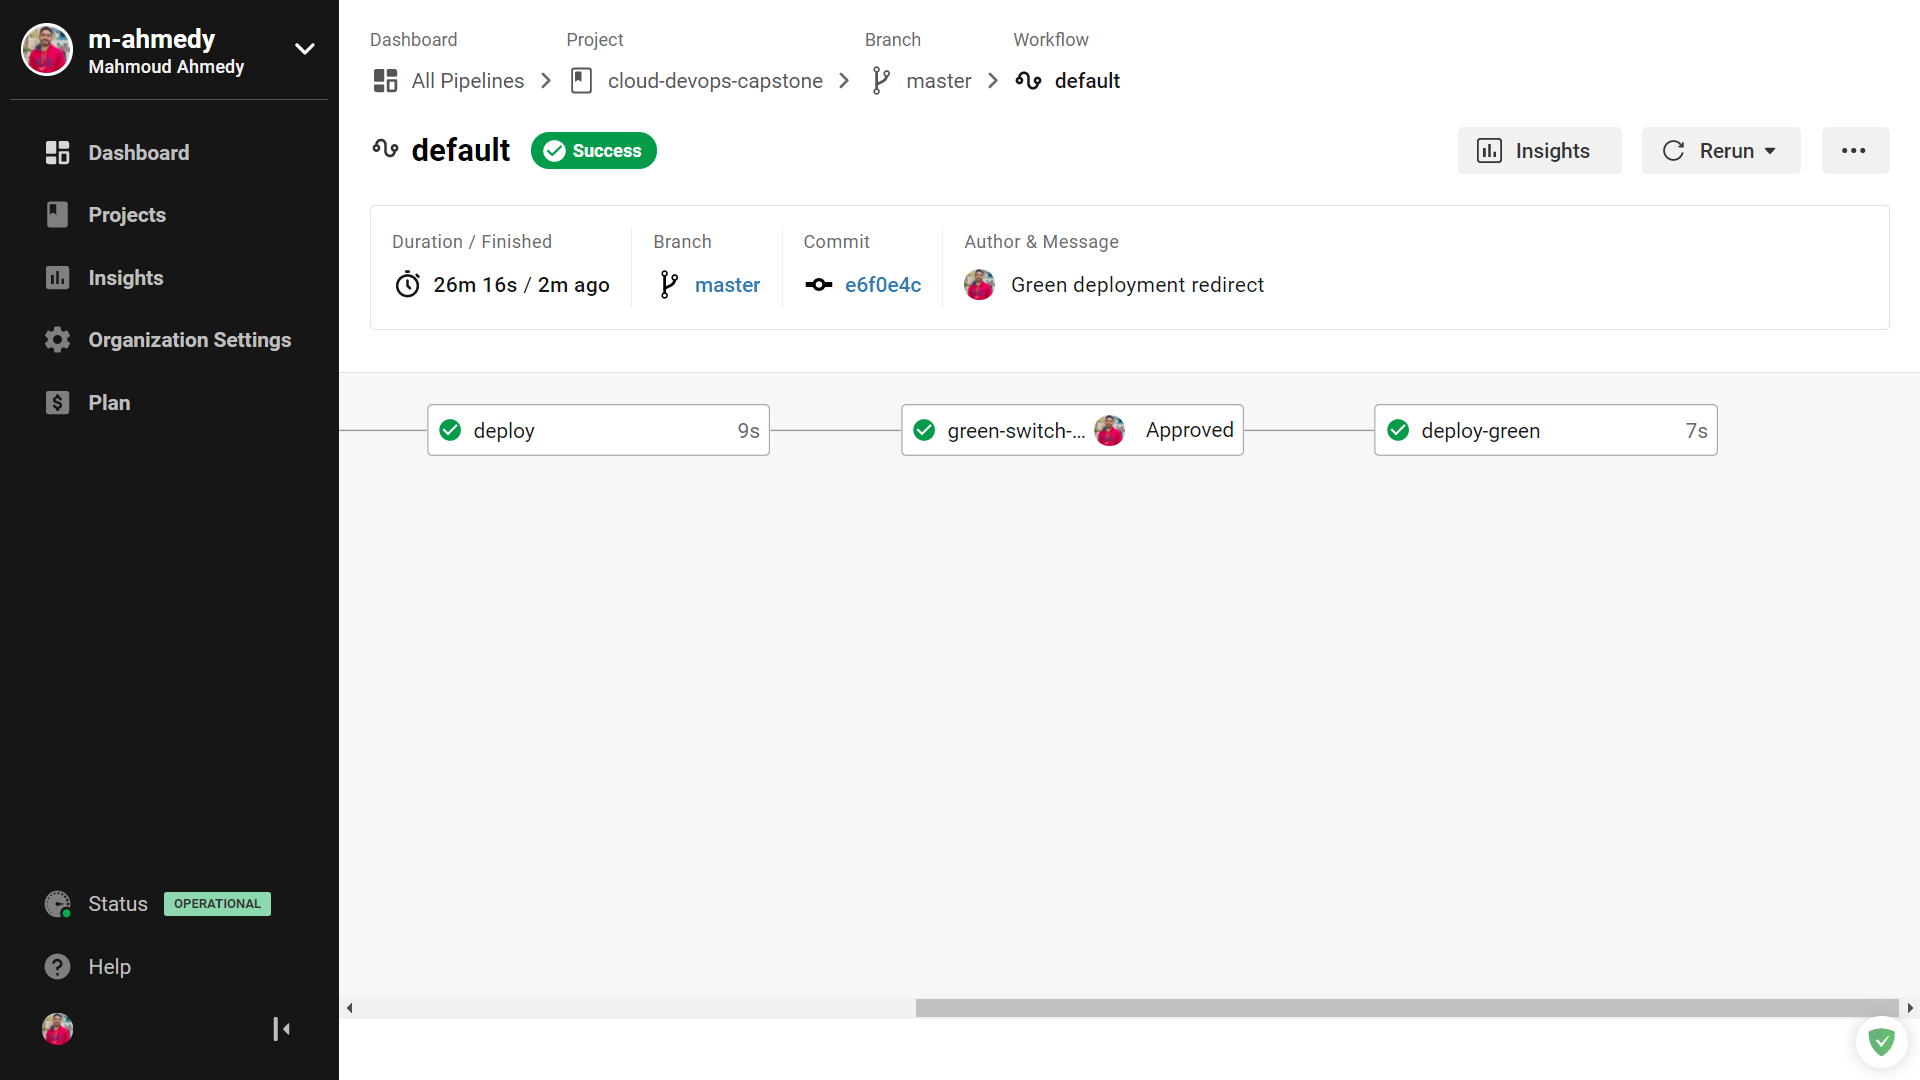 m-ahmedy
Mahmoud Ahmedy
Dashboard
Projects
Insights
Organization Settings
Plan
Status OPERATIONAL
Help
Dashboard Project Branch Workflow
All Pipelines cloud-devops-capstone master default
default Success Insights Rerun
Duration / Finished Branch Commit Author & Message
26m 16s / 2m ago master e6f0e4c Green deployment redirect
deploy 9s green-switch-... Approved deploy-green 7s